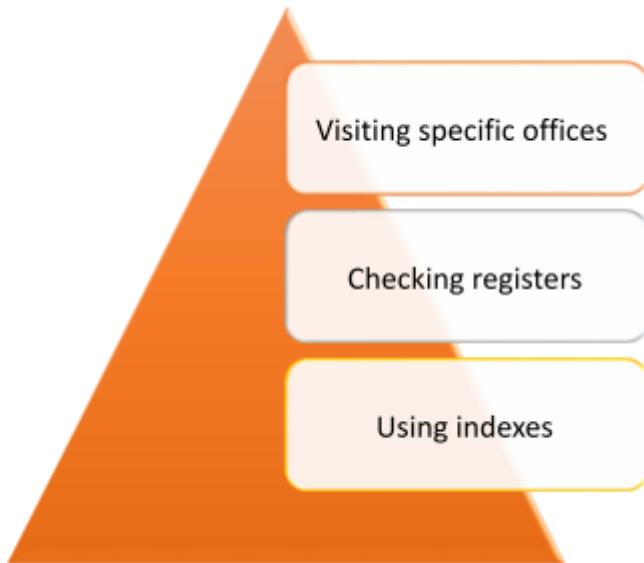 Visiting specific offices
Checking registers
Using indexes